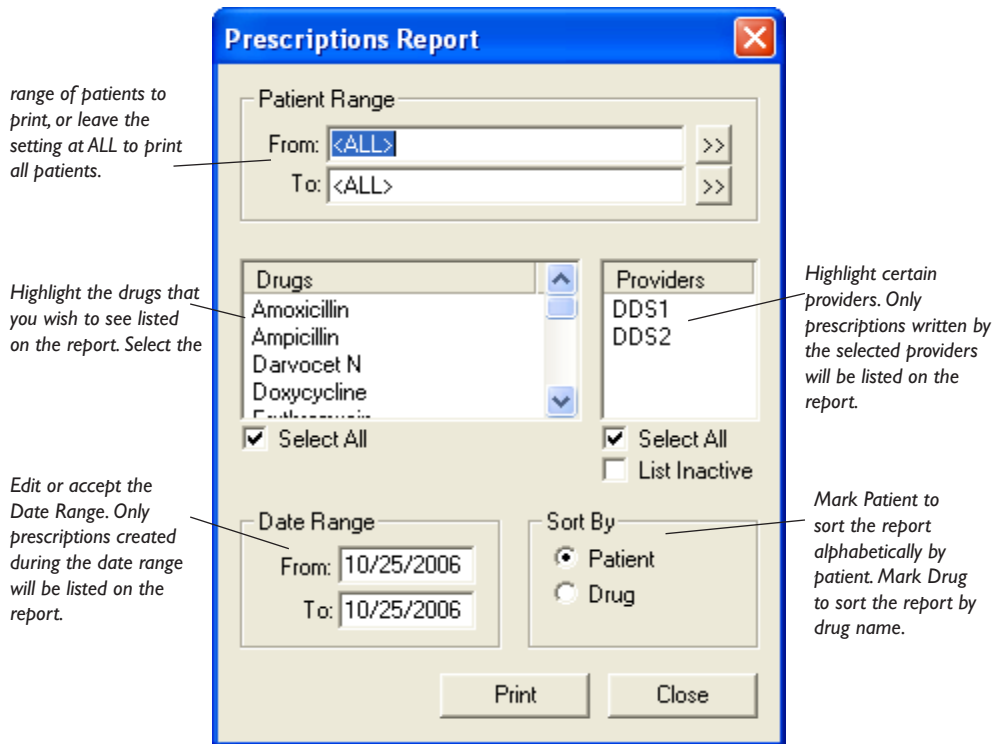 Prescriptions Report
range of patients to
print, or leave the
setting at ALL to print
all patients.
Patient Range
From: <ALL> >>
To: <ALL> >>
Highlight the drugs that
you wish to see listed
on the report. Select the
Drugs
Amoxicillin
Ampicillin
Darvocet N
Doxycycline
Select All
Providers
DDS1
DDS2
Select All
List Inactive
Highlight certain
providers. Only
prescriptions written by
the selected providers
will be listed on the
report.
Edit or accept the
Date Range. Only
prescriptions created
during the date range
will be listed on the
report.
Date Range
From: 10/25/2006
To: 10/25/2006
Sort By
Patient
Drug
Mark Patient to
sort the report
alphabetically by
patient. Mark Drug
to sort the report by
drug name.
Print
Close